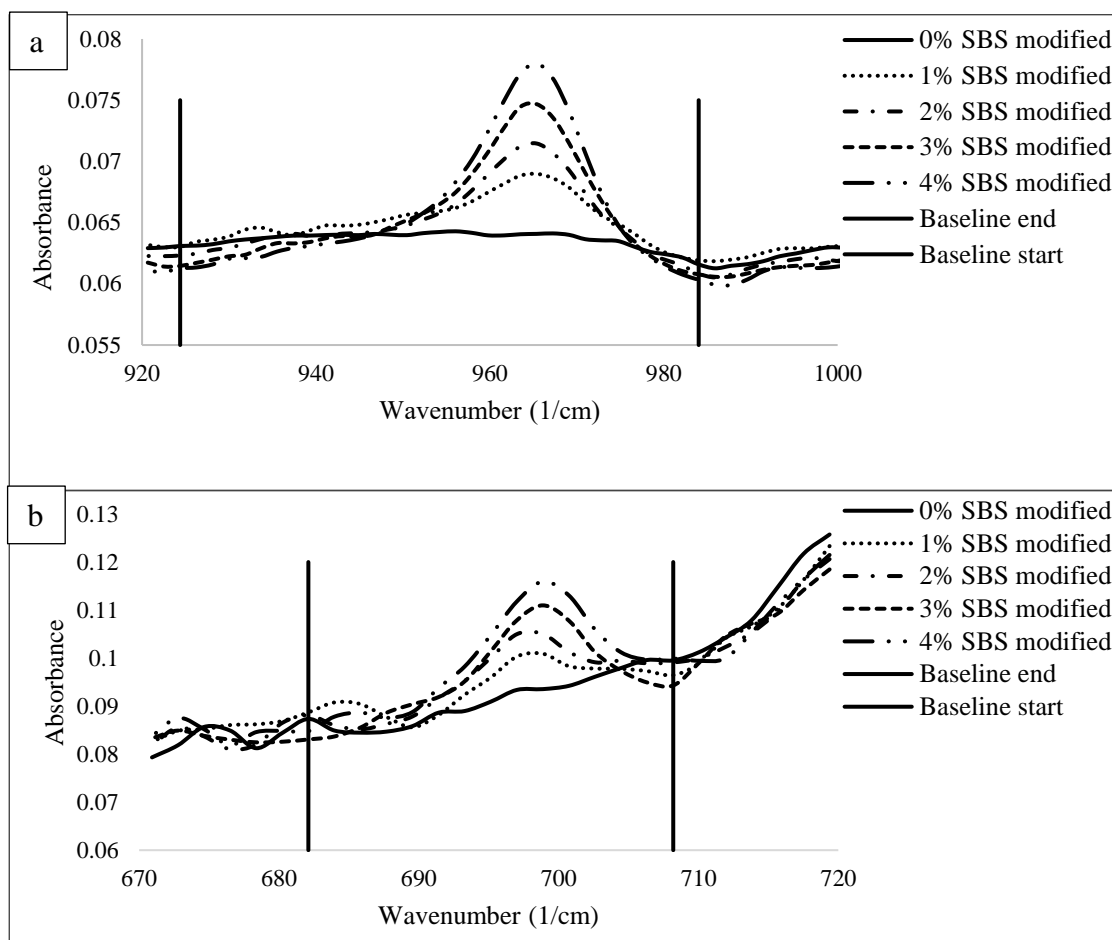 a
0.08
0.075
0.07
0.065
0.06
0.055
Absorbance
920
940
960
980
1000
Wavenumber (1/cm)
0% SBS modified
1% SBS modified
2% SBS modified
3% SBS modified
4% SBS modified
Baseline end
Baseline start
b
0.13
0.12
0.11
0.1
0.09
0.08
0.07
0.06
Absorbance
670
680
690
700
710
720
Wavenumber (1/cm)
0% SBS modified
1% SBS modified
2% SBS modified
3% SBS modified
4% SBS modified
Baseline end
Baseline start